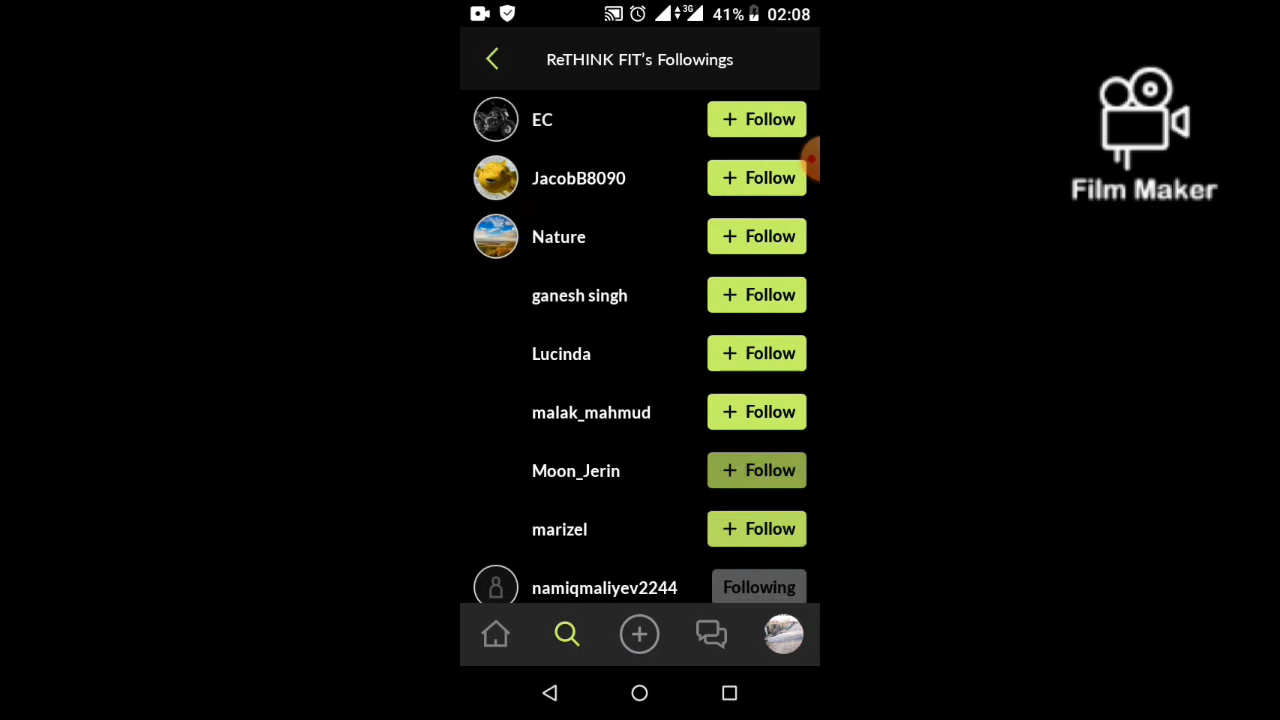 3G 41% 02:08
ReTHINK FIT's Followings
EC + Follow
JacobB8090 + Follow
Nature + Follow
ganesh singh + Follow
Lucinda + Follow
malak_mahmud + Follow
Moon_Jerin + Follow
marizel + Follow
namiqmaliyev2244 Following
Film Maker